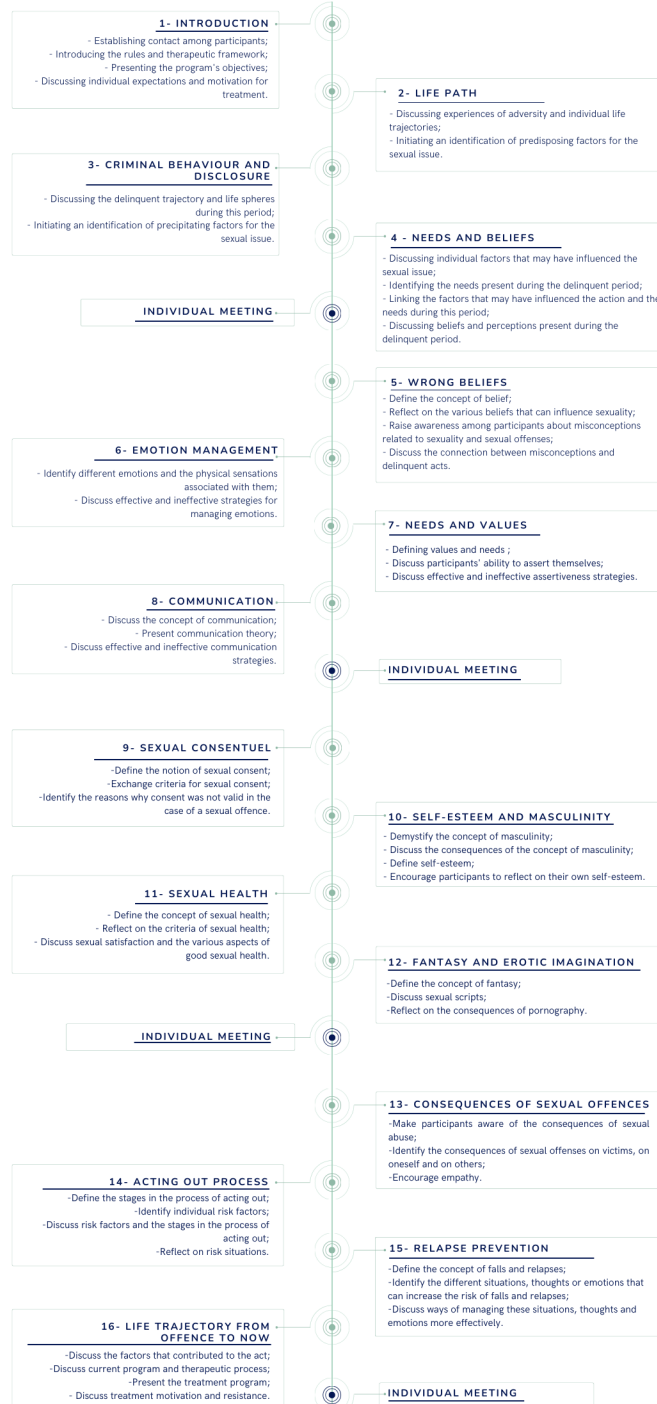 1- INTRODUCTION
- Establishing contact among participants;
- Introducing the rules and therapeutic framework;
- Presenting the program's objectives;
- Discussing individual expectations and motivation for
treatment.
2- LIFE PATH
- Discussing experiences of adversity and individual life
trajectories;
- Initiating an identification of predisposing factors for the
sexual issue.
3- CRIMINAL BEHAVIOUR AND
DISCLOSURE
- Discussing the delinquent trajectory and life spheres
during this period;
- Initiating an identification of precipitating factors for the
sexual issue.
4 - NEEDS AND BELIEFS
- Discussing individual factors that may have influenced the
sexual issue;
- Identifying the needs present during the delinquent period;
- Linking the factors that may have influenced the action and the
needs during this period;
- Discussing beliefs and perceptions present during the
delinquent period.
INDIVIDUAL MEETING
5- WRONG BELIEFS
- Define the concept of belief;
- Reflect on the various beliefs that can influence sexuality;
- Raise awareness among participants about misconceptions
related to sexuality and sexual offenses;
- Discuss the connection between misconceptions and
delinquent acts.
6- EMOTION MANAGEMENT
- Identify different emotions and the physical sensations
associated with them;
- Discuss effective and ineffective strategies for
managing emotions.
7- NEEDS AND VALUES
- Defining values and needs ;
- Discuss participants' ability to assert themselves;
- Discuss effective and ineffective assertiveness strategies.
8- COMMUNICATION
- Discuss the concept of communication;
- Present communication theory;
- Discuss effective and ineffective communication
strategies.
INDIVIDUAL MEETING
9- SEXUAL CONSENTUEL
-Define the notion of sexual consent;
-Exchange criteria for sexual consent;
-Identify the reasons why consent was not valid in the
case of a sexual offence.
10- SELF-ESTEEM AND MASCULINITY
- Demystify the concept of masculinity;
- Discuss the consequences of the concept of masculinity;
- Define self-esteem;
- Encourage participants to reflect on their own self-esteem.
11- SEXUAL HEALTH
- Define the concept of sexual health;
- Reflect on the criteria of sexual health;
- Discuss sexual satisfaction and the various aspects of
good sexual health.
12- FANTASY AND EROTIC IMAGINATION
-Define the concept of fantasy;
-Discuss sexual scripts;
-Reflect on the consequences of pornography.
INDIVIDUAL MEETING
13- CONSEQUENCES OF SEXUAL OFFENCES
-Make participants aware of the consequences of sexual
abuse;
-Identify the consequences of sexual offenses on victims, on
oneself and on others;
-Encourage empathy.
14- ACTING OUT PROCESS
-Define the stages in the process of acting out;
-Identify individual risk factors;
-Discuss risk factors and the stages in the process of
acting out;
-Reflect on risk situations.
15- RELAPSE PREVENTION
-Define the concept of falls and relapses;
-Identify the different situations, thoughts or emotions that
can increase the risk of falls and relapses;
-Discuss ways of managing these situations, thoughts and
emotions more effectively.
16- LIFE TRAJECTORY FROM
OFFENCE TO NOW
-Discuss the factors that contributed to the act;
-Discuss current program and therapeutic process;
-Present the treatment program;
- Discuss treatment motivation and resistance.
INDIVIDUAL MEETING